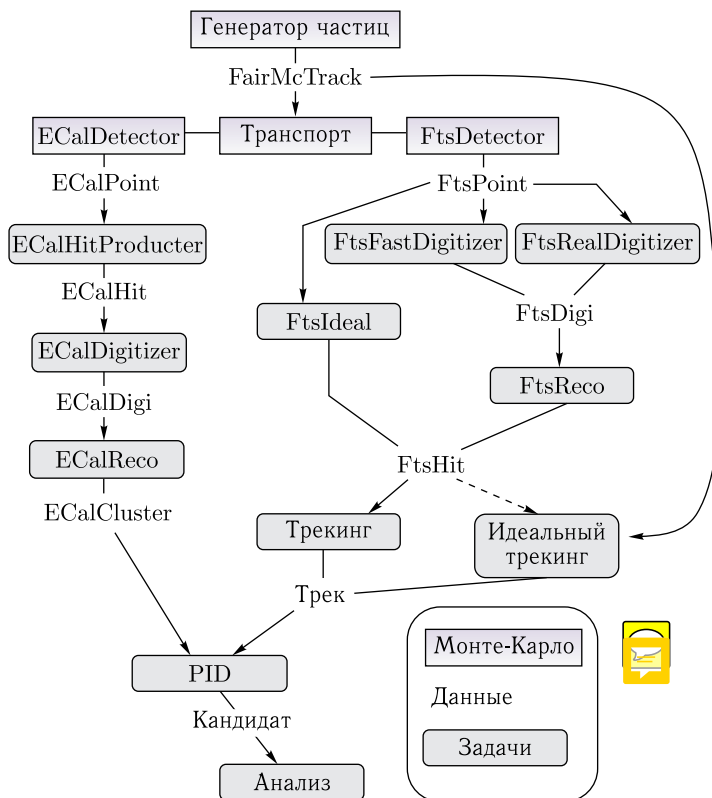 Генератор частиц
FairMcTrack
ECalDetector
Транспорт
FtsDetector
ECalPoint
FtsPoint
ECalHitProducter
FtsFastDigitizer
FtsRealDigitizer
ECalHit
FtsIdeal
FtsDigi
ECalDigitizer
FtsReco
ECalDigi
ECalReco
FtsHit
ECalCluster
Трекинг
Идеальный
трекинг
Трек
PID
Кандидат
Анализ
Монте-Карло
Данные
Задачи